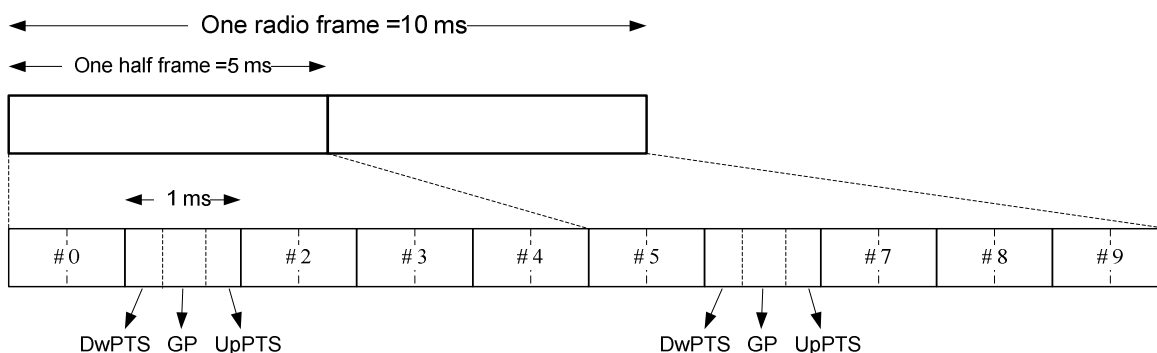 One radio frame =10 ms
One half frame =5 ms
1 ms
#0 #2 #3 #4 #5 #7 #8 #9
DwPTS GP UpPTS DwPTS GP UpPTS